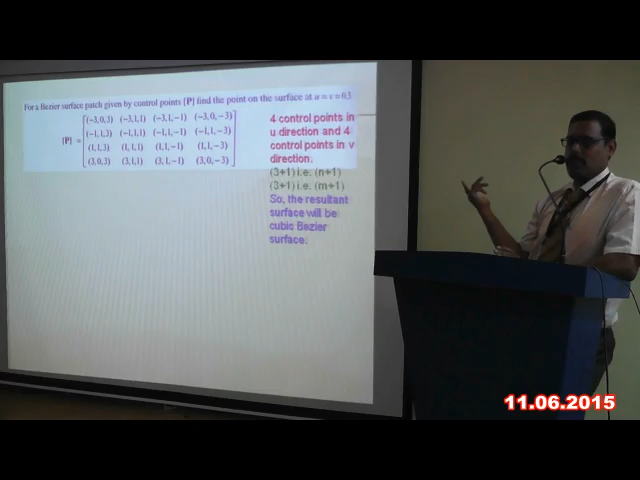 For a Bezier surface patch given by control points [P] find the point on the surface at u = v = 0.5
[P] =
(-3,0,3) (-3,1,1) (-3,1,-1) (-3,0,-3)
(-1,1,3) (-1,1,1) (-1,1,-1) (-1,1,-3)
(1,1,3) (1,1,1) (1,1,-1) (1,1,-3)
(3,0,3) (3,1,1) (3,1,-1) (3,0,-3)
4 control points in
u direction and 4
control points in v
direction.
(3+1) i.e. (n+1)
(3+1) i.e. (m+1)
So, the resultant
surface will be
cubic Bezier
surface.
11.06.2015